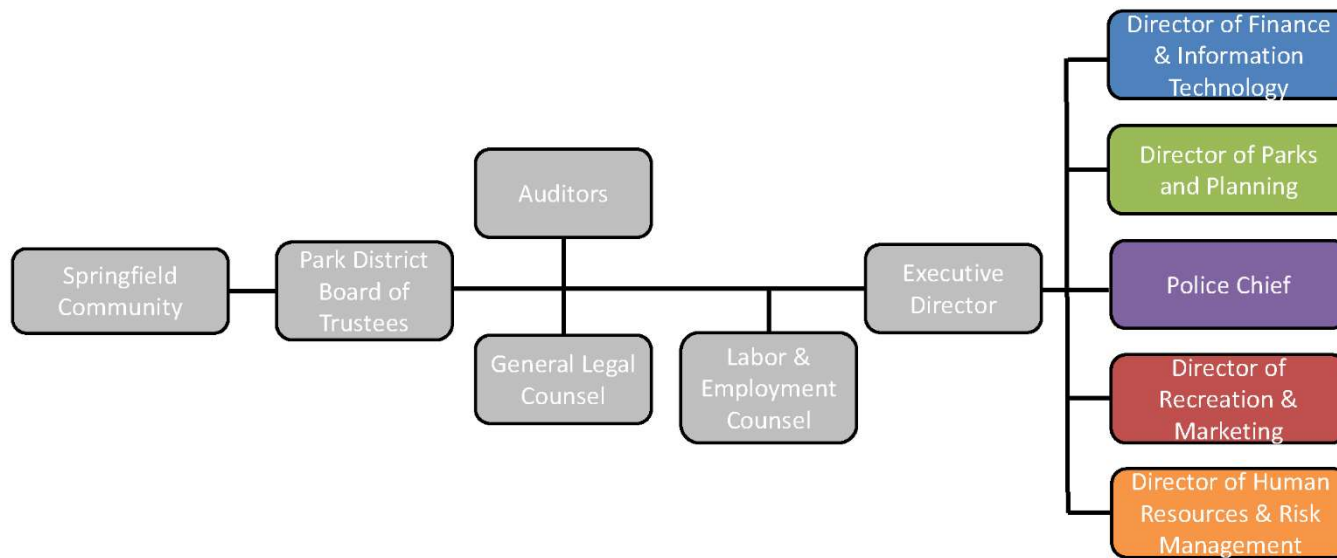 Springfield
Community
Park District
Board of
Trustees
Auditors
General Legal
Counsel
Labor &
Employment
Counsel
Executive
Director
Director of Finance
& Information
Technology
Director of Parks
and Planning
Police Chief
Director of
Recreation &
Marketing
Director of Human
Resources & Risk
Management